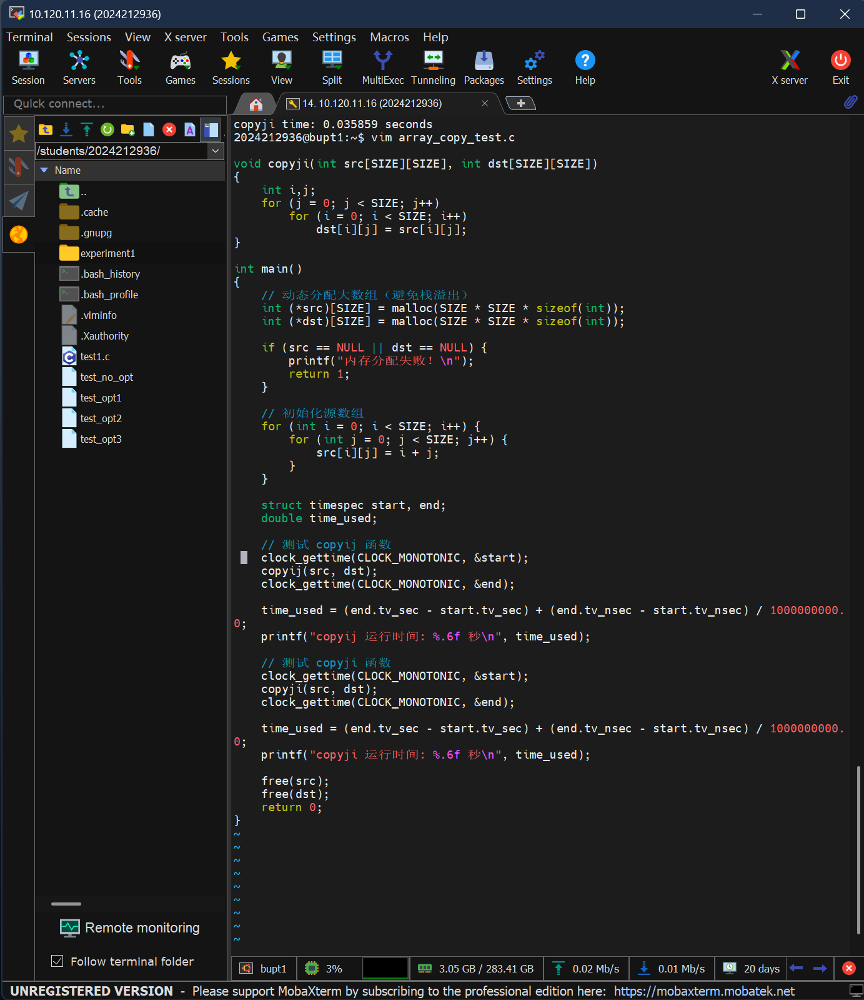 10.120.11.16 (2024212936)
Terminal Sessions View X server Tools Games Settings Macros Help
Session Servers Tools Games Sessions View Split MultiExec Tunneling Packages Settings Help X server Exit
Quick connect...
14. 10.120.11.16 (2024212936)
/students/2024212936/
Name
..
.cache
.gnupg
experiment1
.bash_history
.bash_profile
.viminfo
.Xauthority
test1.c
test_no_opt
test_opt1
test_opt2
test_opt3
Remote monitoring
Follow terminal folder
copyji time: 0.035859 seconds
2024212936@bupt1:~$ vim array_copy_test.c
void copyji(int src[SIZE][SIZE], int dst[SIZE][SIZE])
{
    int i,j;
    for (j = 0; j < SIZE; j++)
        for (i = 0; i < SIZE; i++)
            dst[i][j] = src[i][j];
}
int main()
{
    // 动态分配大数组（避免栈溢出）
    int (*src)[SIZE] = malloc(SIZE * SIZE * sizeof(int));
    int (*dst)[SIZE] = malloc(SIZE * SIZE * sizeof(int));
    if (src == NULL || dst == NULL) {
        printf("内存分配失败！\n");
        return 1;
    }
    // 初始化源数组
    for (int i = 0; i < SIZE; i++) {
        for (int j = 0; j < SIZE; j++) {
            src[i][j] = i + j;
        }
    }
    struct timespec start, end;
    double time_used;
    // 测试 copyij 函数
    clock_gettime(CLOCK_MONOTONIC, &start);
    copyij(src, dst);
    clock_gettime(CLOCK_MONOTONIC, &end);
    time_used = (end.tv_sec - start.tv_sec) + (end.tv_nsec - start.tv_nsec) / 1000000000.
0;
    printf("copyij 运行时间: %.6f 秒\n", time_used);
    // 测试 copyji 函数
    clock_gettime(CLOCK_MONOTONIC, &start);
    copyji(src, dst);
    clock_gettime(CLOCK_MONOTONIC, &end);
    time_used = (end.tv_sec - start.tv_sec) + (end.tv_nsec - start.tv_nsec) / 1000000000.
0;
    printf("copyji 运行时间: %.6f 秒\n", time_used);
    free(src);
    free(dst);
    return 0;
}
~
~
~
~
~
~
~
~
~
bupt1 3% 3.05 GB / 283.41 GB 0.02 Mb/s 0.01 Mb/s 20 days
UNREGISTERED VERSION - Please support MobaXterm by subscribing to the professional edition here: https://mobaxterm.mobatek.net